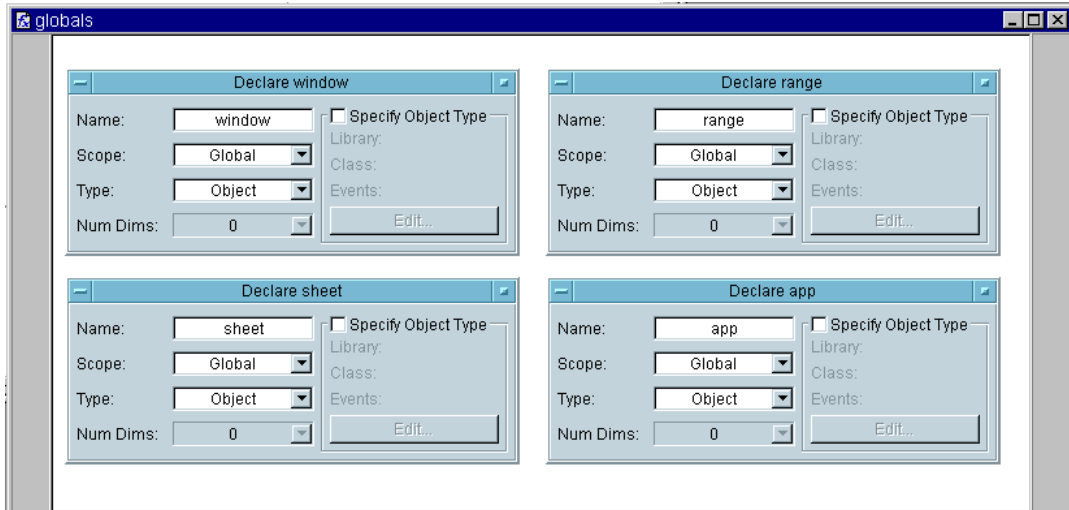 globals
Declare window
Name: window
Scope: Global
Type: Object
Num Dims: 0
Specify Object Type
Library:
Class:
Events:
Edit...
Declare range
Name: range
Scope: Global
Type: Object
Num Dims: 0
Specify Object Type
Library:
Class:
Events:
Edit...
Declare sheet
Name: sheet
Scope: Global
Type: Object
Num Dims: 0
Specify Object Type
Library:
Class:
Events:
Edit...
Declare app
Name: app
Scope: Global
Type: Object
Num Dims: 0
Specify Object Type
Library:
Class:
Events:
Edit...